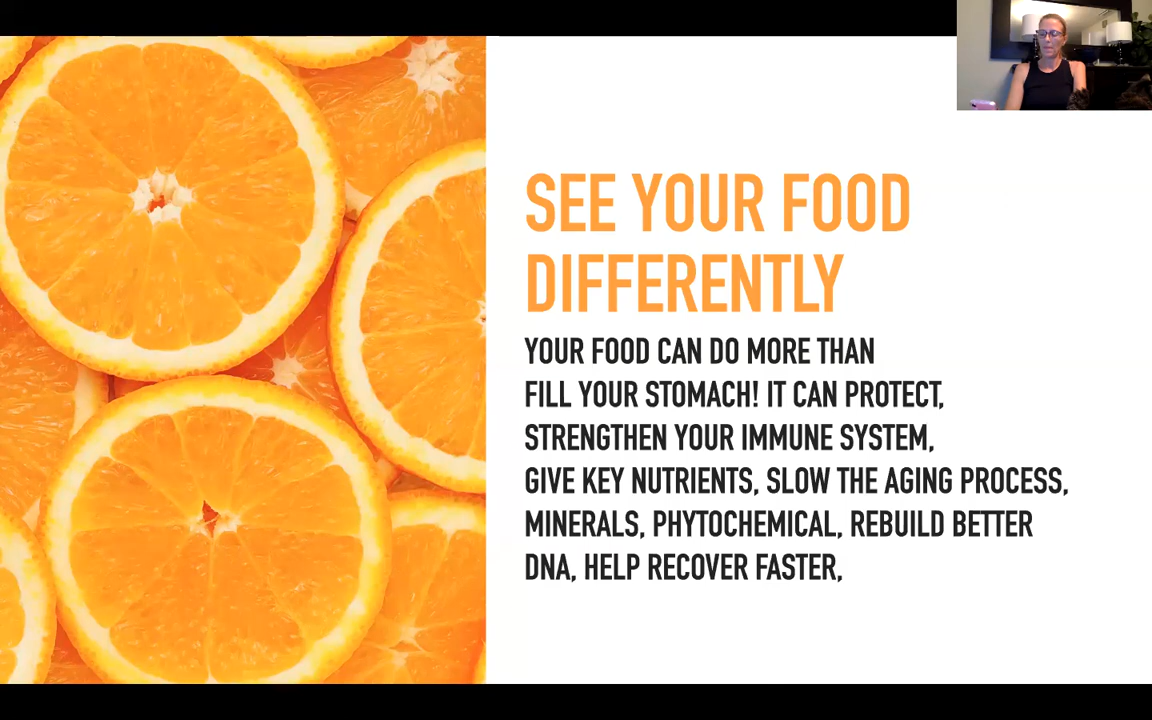 SEE YOUR FOOD
DIFFERENTLY
YOUR FOOD CAN DO MORE THAN
FILL YOUR STOMACH! IT CAN PROTECT,
STRENGTHEN YOUR IMMUNE SYSTEM,
GIVE KEY NUTRIENTS, SLOW THE AGING PROCESS,
MINERALS, PHYTOCHEMICAL, REBUILD BETTER
DNA, HELP RECOVER FASTER,